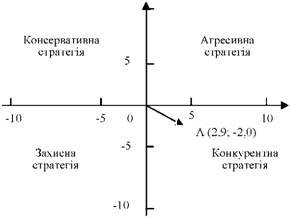 Консервативна стратегія
Агресивна стратегія
5
-10 -5 0 5 10
Λ (2,9; -2,0)
-5
Захисна стратегія
Конкурентна стратегія
-10